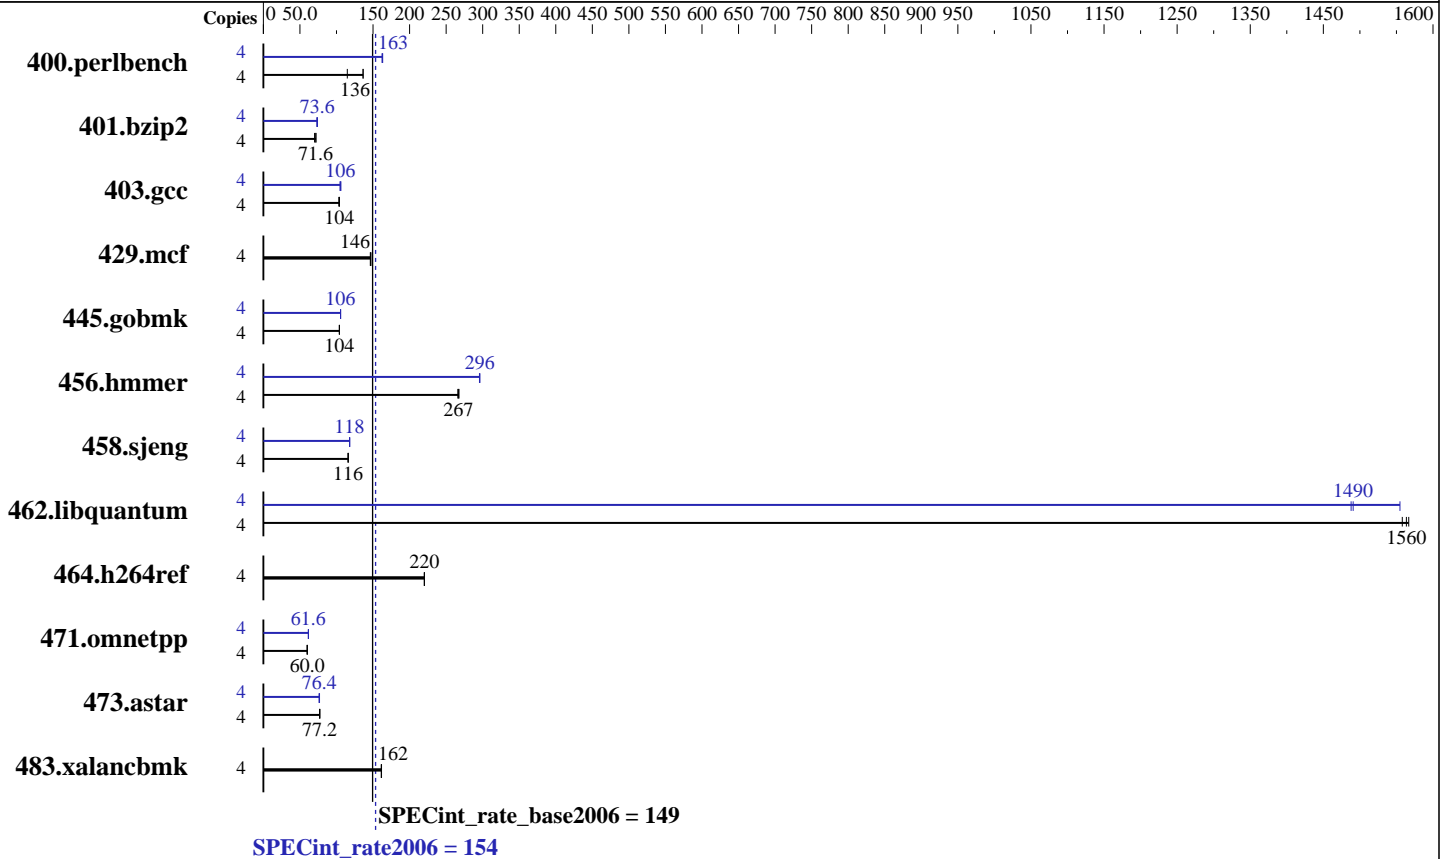 Copies 0 50.0 150 200 250 300 350 400 450 500 550 600 650 700 750 800 850 900 950 1050 1150 1250 1350 1450 1600
400.perlbench 4 163
4 136
401.bzip2 4 73.6
4 71.6
403.gcc 4 106
4 104
429.mcf 4 146
445.gobmk 4 106
4 104
456.hmmer 4 296
4 267
458.sjeng 4 118
4 116
462.libquantum 4 1490
4 1560
464.h264ref 4 220
471.omnetpp 4 61.6
4 60.0
473.astar 4 76.4
4 77.2
483.xalancbmk 4 162
SPECint_rate_base2006 = 149
SPECint_rate2006 = 154